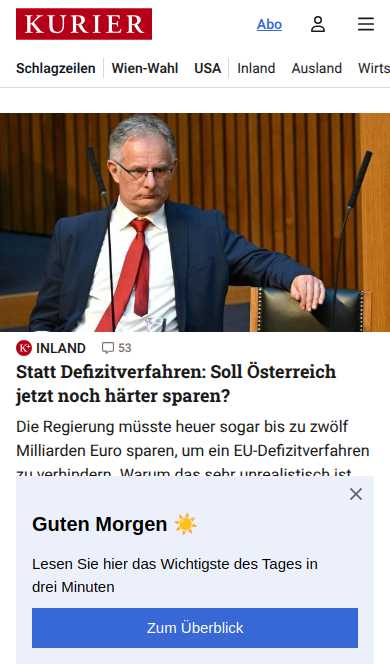 KURIER
Abo
Schlagzeilen Wien-Wahl USA Inland Ausland Wirts
K+ INLAND 53
Statt Defizitverfahren: Soll Österreich
jetzt noch härter sparen?
Die Regierung müsste heuer sogar bis zu zwölf
Milliarden Euro sparen, um ein EU-Defizitverfahren
zu verhindern. Warum das sehr unrealistisch ist
Guten Morgen ☀️
Lesen Sie hier das Wichtigste des Tages in
drei Minuten
Zum Überblick